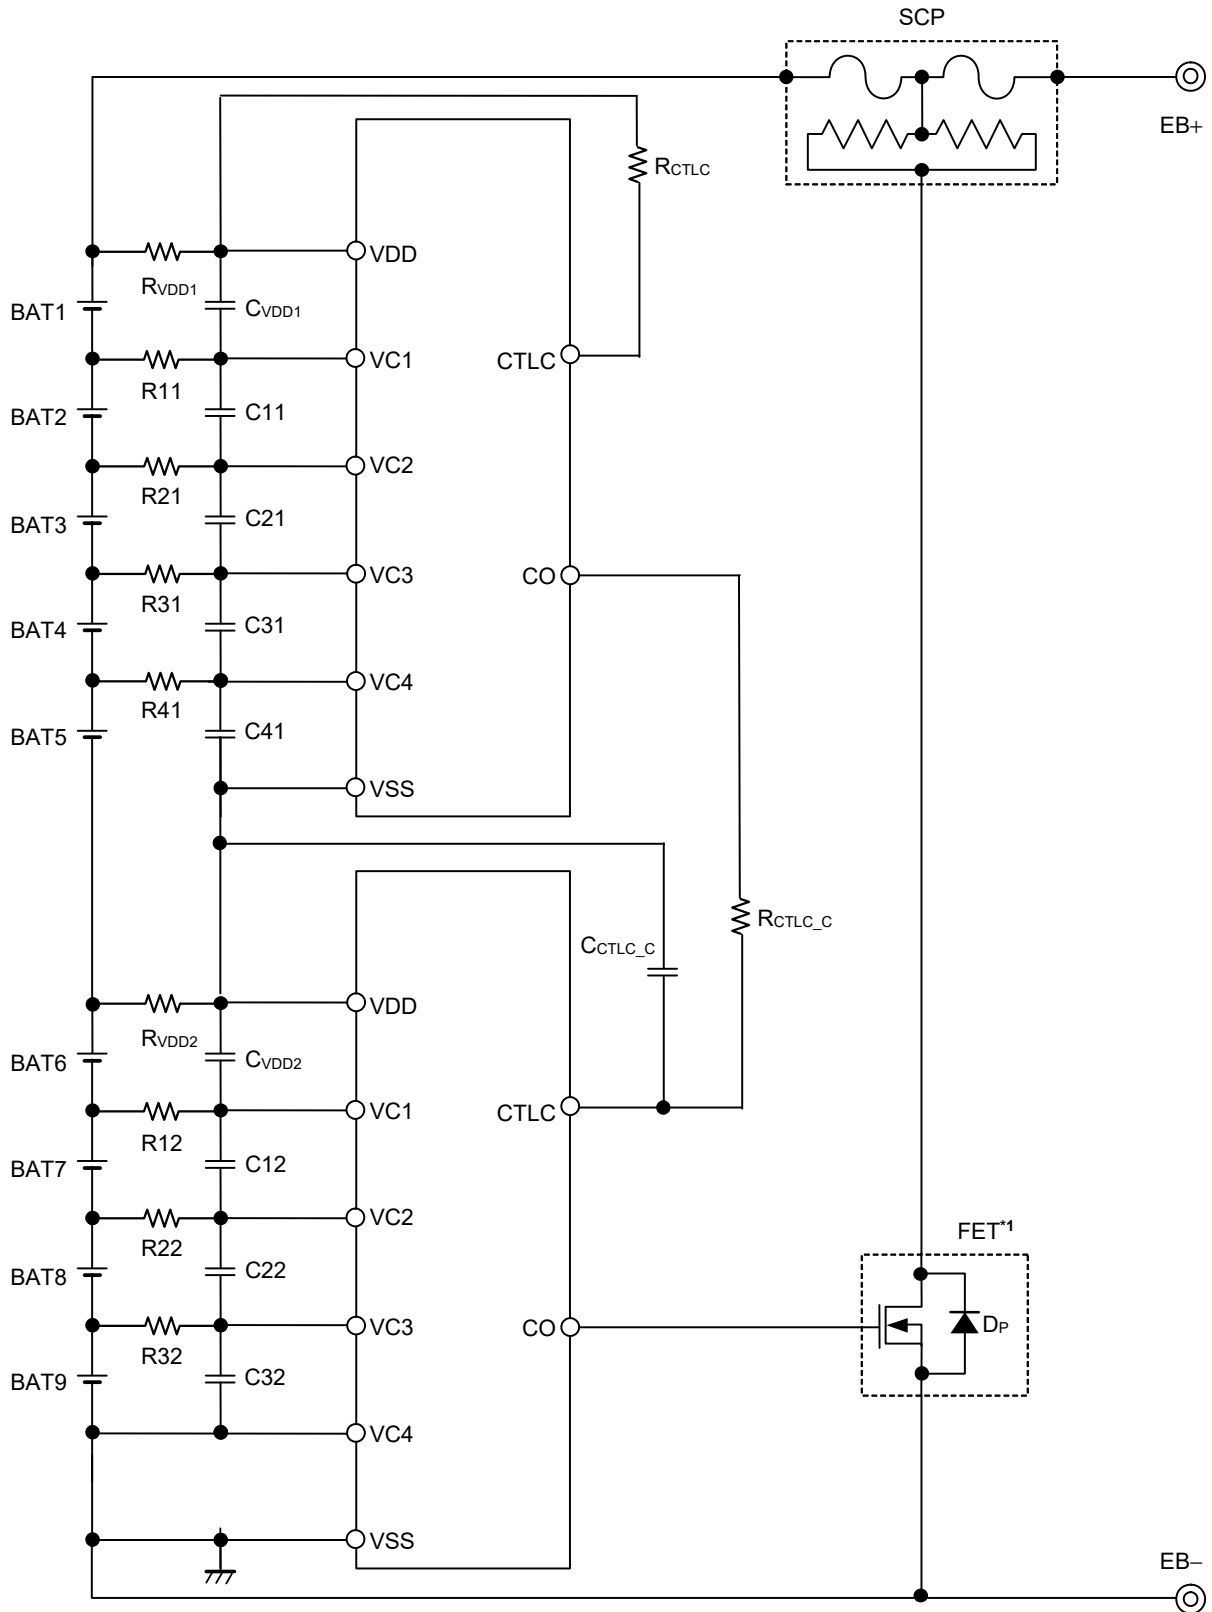 SCP
EB+
RCTLC
VDD
RVDD1
BAT1
CVDD1
VC1
CTLC
R11
BAT2
C11
VC2
R21
BAT3
C21
VC3
CO
R31
BAT4
C31
VC4
R41
BAT5
C41
VSS
RCTLC_C
CCTLC_C
VDD
RVDD2
BAT6
CVDD2
VC1
CTLC
R12
BAT7
C12
VC2
FET*1
R22
BAT8
C22
VC3
CO
DP
R32
BAT9
C32
VC4
VSS
EB−